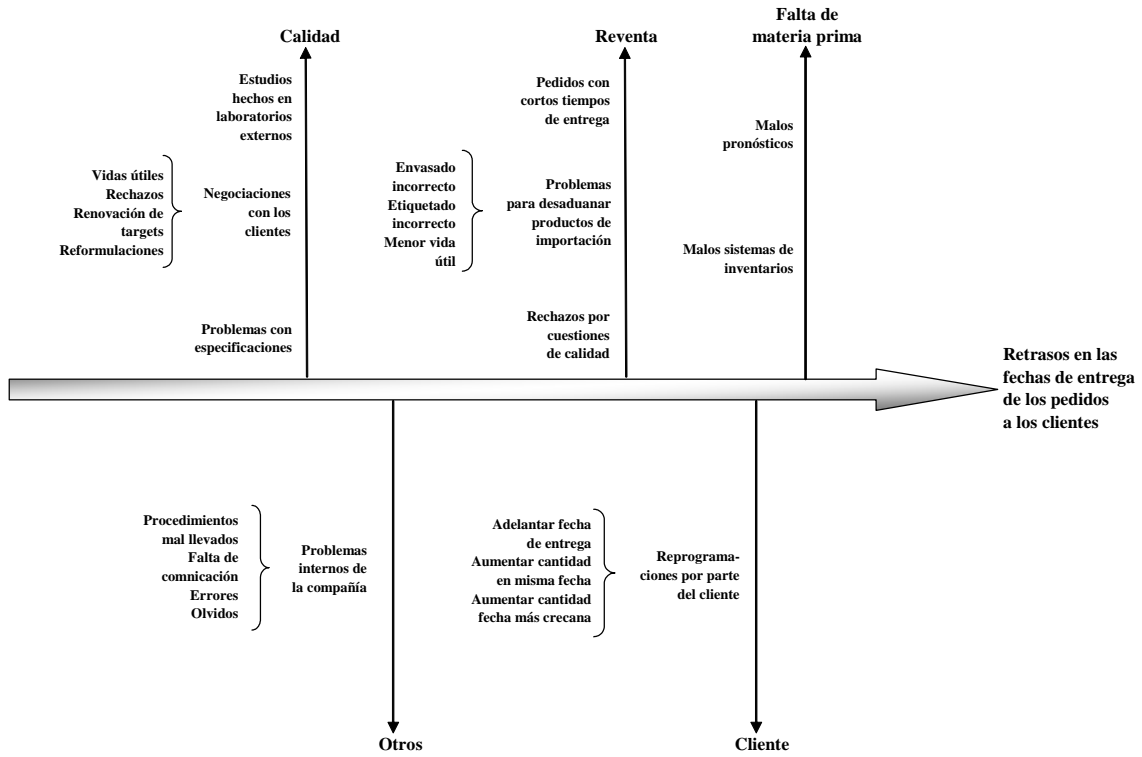 Calidad
Estudios
hechos en
laboratorios
externos
Vidas útiles
Rechazos
Renovación de
targets
Reformulaciones
Negociaciones
con los
clientes
Problemas con
especificaciones
Reventa
Pedidos con
cortos tiempos
de entrega
Envasado
incorrecto
Etiquetado
incorrecto
Menor vida
útil
Problemas
para desaduanar
productos de
importación
Rechazos por
cuestiones
de calidad
Falta de
materia prima
Malos
pronósticos
Malos sistemas de
inventarios
Retrasos en las
fechas de entrega
de los pedidos
a los clientes
Procedimientos
mal llevados
Falta de
comnicación
Errores
Olvidos
Problemas
internos de
la compañía
Otros
Adelantar fecha
de entrega
Aumentar cantidad
en misma fecha
Aumentar cantidad
fecha más crecana
Reprograma-
ciones por parte
del cliente
Cliente